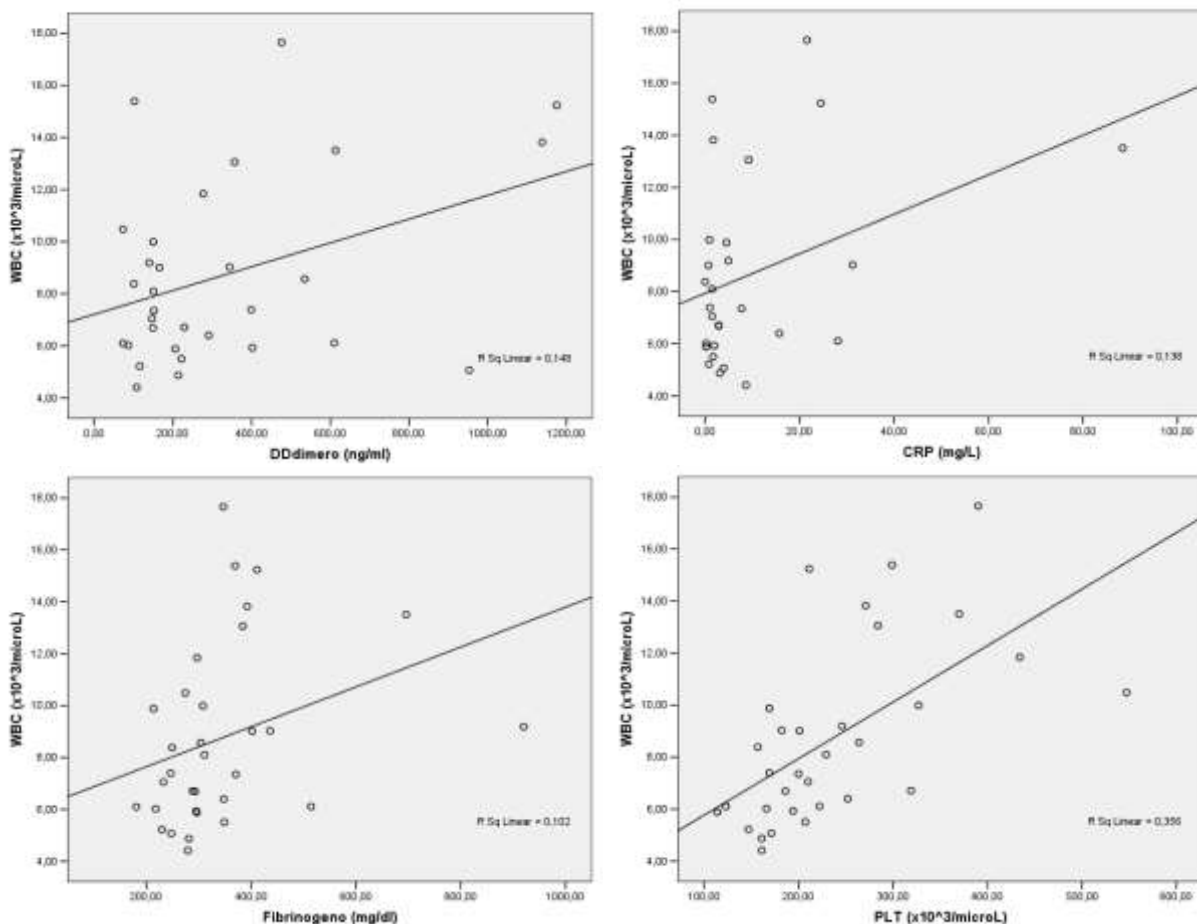 WBC (x10^3/microL)
18,00
16,00
14,00
12,00
10,00
8,00
6,00
4,00
R Sq Linear = 0,148
0,00 200,00 400,00 600,00 800,00 1000,00 1200,00
DDdimero (ng/ml)
WBC (x10^3/microL)
18,00
16,00
14,00
12,00
10,00
8,00
6,00
4,00
R Sq Linear = 0,138
0,00 20,00 40,00 60,00 80,00 100,00
CRP (mg/L)
WBC (x10^3/microL)
18,00
16,00
14,00
12,00
10,00
8,00
6,00
4,00
R Sq Linear = 0,102
200,00 400,00 600,00 800,00 1000,00
Fibrinogeno (mg/dl)
WBC (x10^3/microL)
18,00
16,00
14,00
12,00
10,00
8,00
6,00
4,00
R Sq Linear = 0,356
100,00 200,00 300,00 400,00 500,00 600,00
PLT (x10^3/microL)